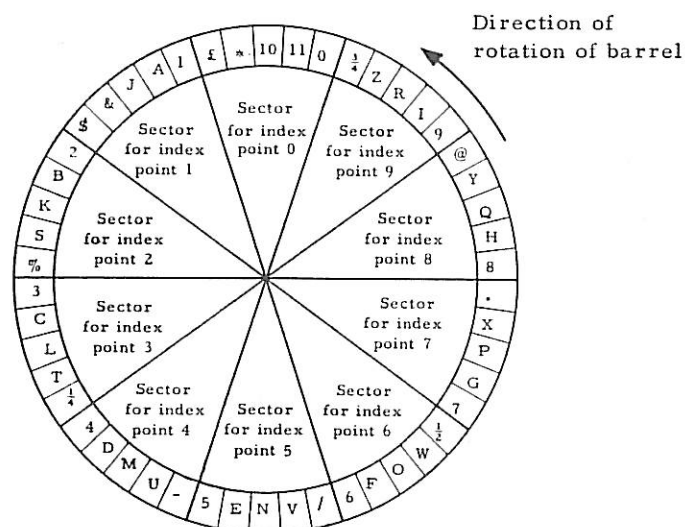 Direction of
rotation of barrel
£ * 10 11 0
¾ Z R I 9
@ Y Q H 8
. X P G 7
½ W O F 6
/ V N E 5
- U M D 4
¼ T L C 3
% S K B 2
$ & J A 1
Sector
for index
point 0
Sector
for index
point 9
Sector
for index
point 8
Sector
for index
point 7
Sector
for index
point 6
Sector
for index
point 5
Sector
for index
point 4
Sector
for index
point 3
Sector
for index
point 2
Sector
for index
point 1